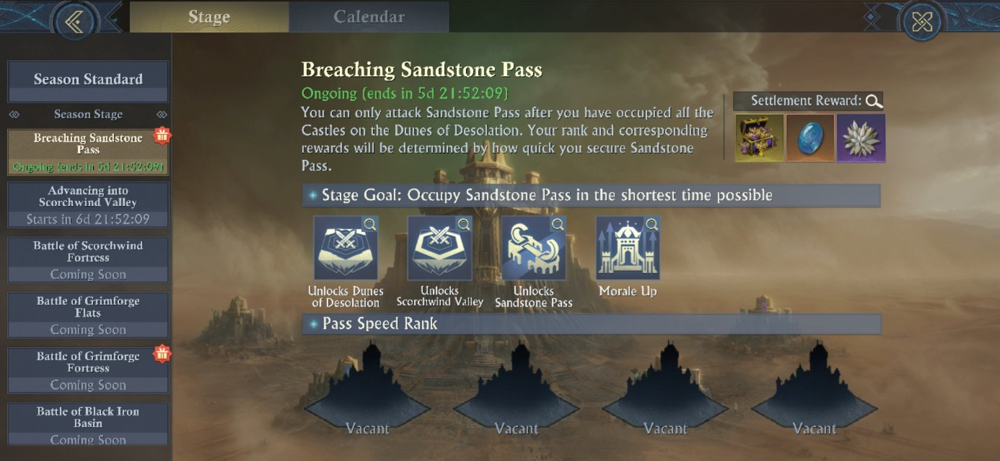 Stage
Calendar
Season Standard
Season Stage
Breaching Sandstone
Pass
Ongoing (ends in 5d 21:52:09)
Advancing into
Scorchwind Valley
Starts in 6d 21:52:09
Battle of Scorchwind
Fortress
Coming Soon
Battle of Grimforge
Flats
Coming Soon
Battle of Grimforge
Fortress
Coming Soon
Battle of Black Iron
Basin
Coming Soon
Breaching Sandstone Pass
Ongoing (ends in 5d 21:52:09)
You can only attack Sandstone Pass after you have occupied all the
Castles on the Dunes of Desolation. Your rank and corresponding
rewards will be determined by how quick you secure Sandstone
Pass.
Settlement Reward:
Stage Goal: Occupy Sandstone Pass in the shortest time possible
Unlocks Dunes
of Desolation
Unlocks
Scorchwind Valley
Unlocks
Sandstone Pass
Morale Up
Pass Speed Rank
Vacant
Vacant
Vacant
Vacant